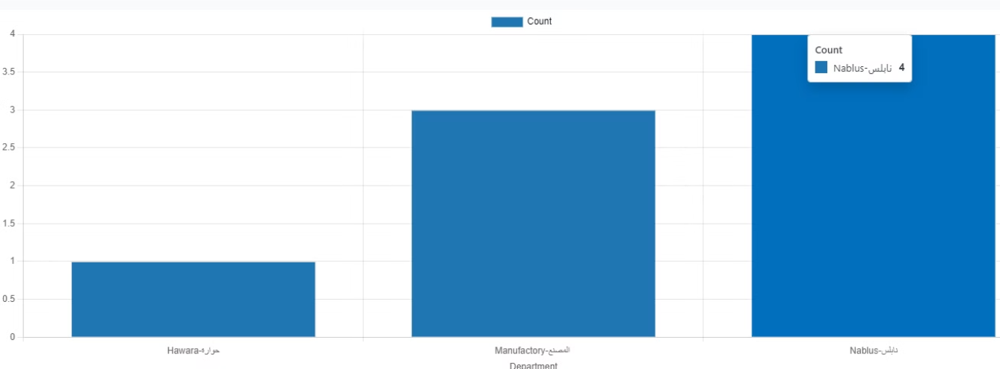 Count
4
3.5
3
2.5
2
1.5
1
0.5
0
Count
Nablus-نابلس 4
Hawara-حواره
Manufactory-المصنع
Nablus-نابلس
Department